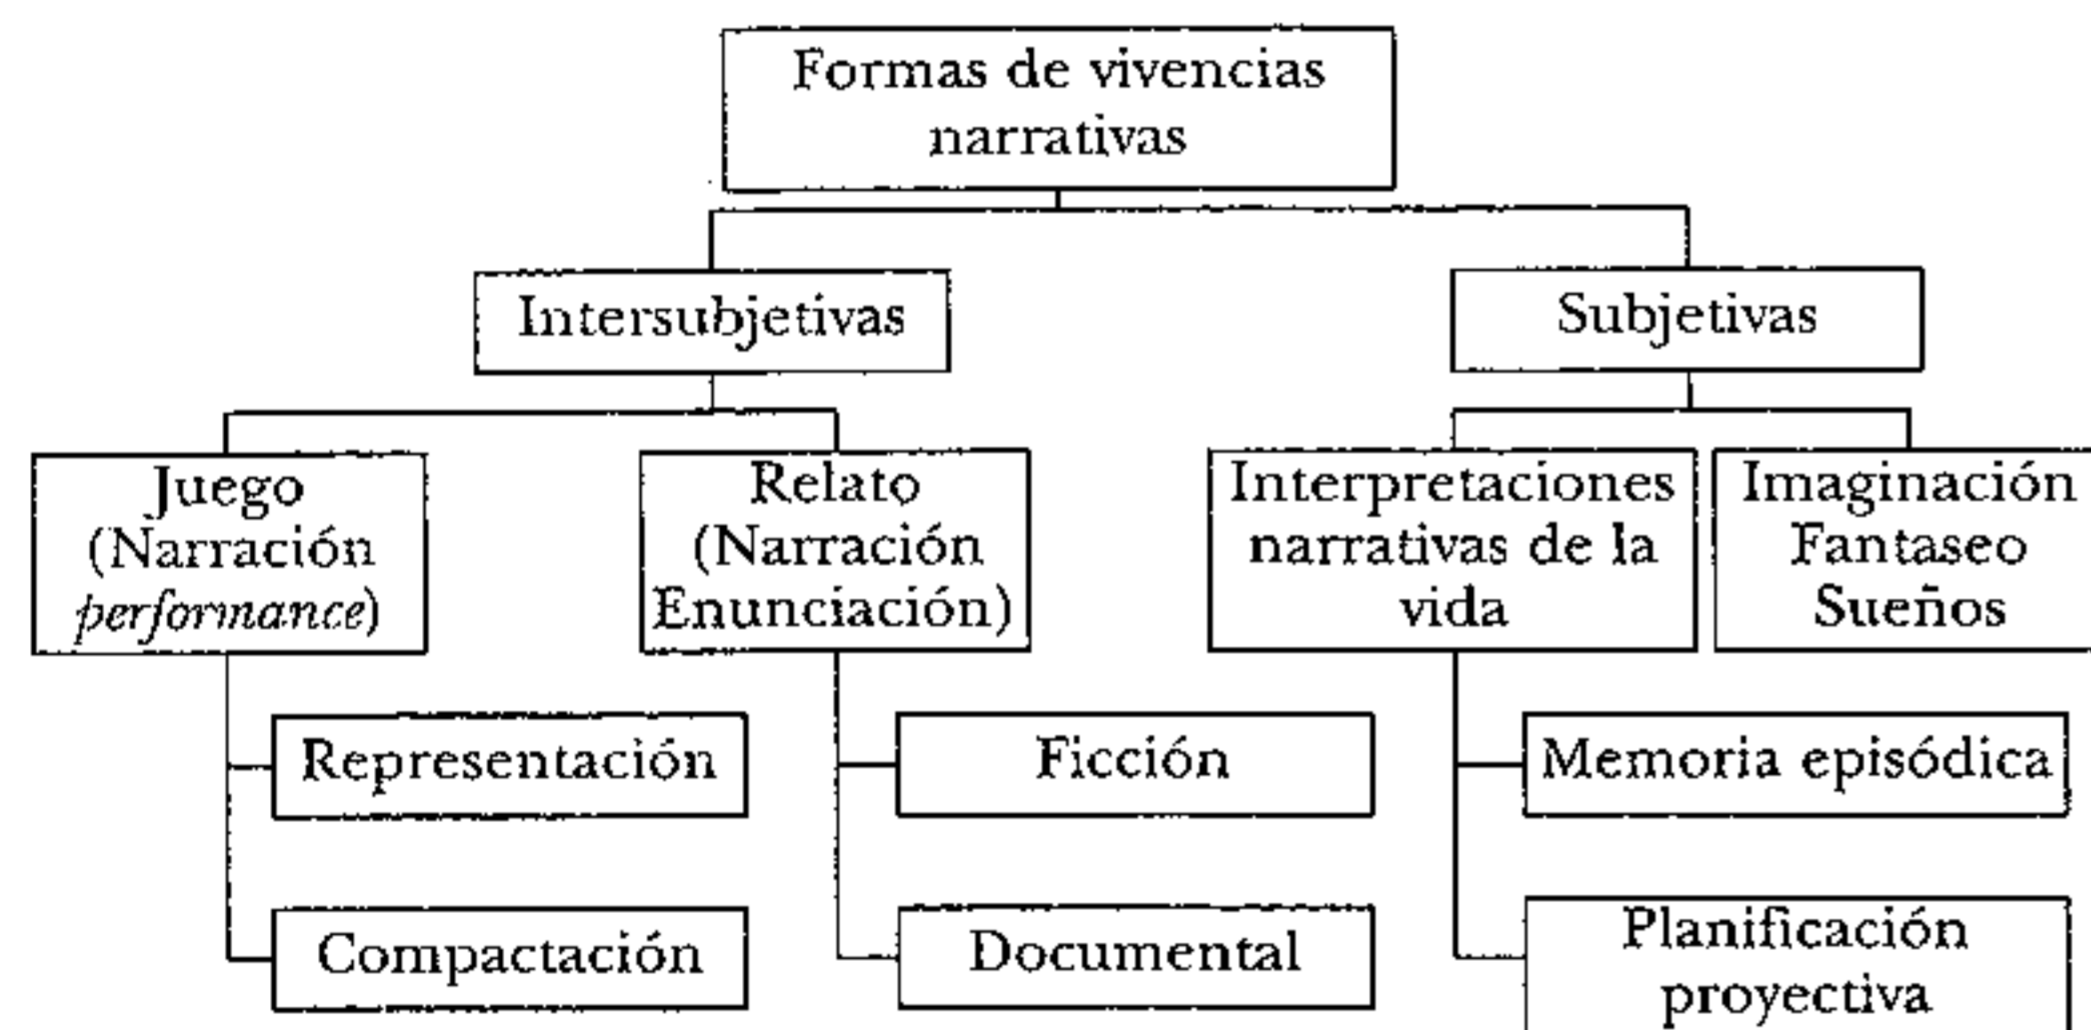 Formas de vivencias
narrativas
Intersubjetivas
Subjetivas
Juego
(Narración
performance)
Relato
(Narración
Enunciación)
Interpretaciones
narrativas de la
vida
Imaginación
Fantaseo
Sueños
Representación
Ficción
Memoria episódica
Compactación
Documental
Planificación
proyectiva